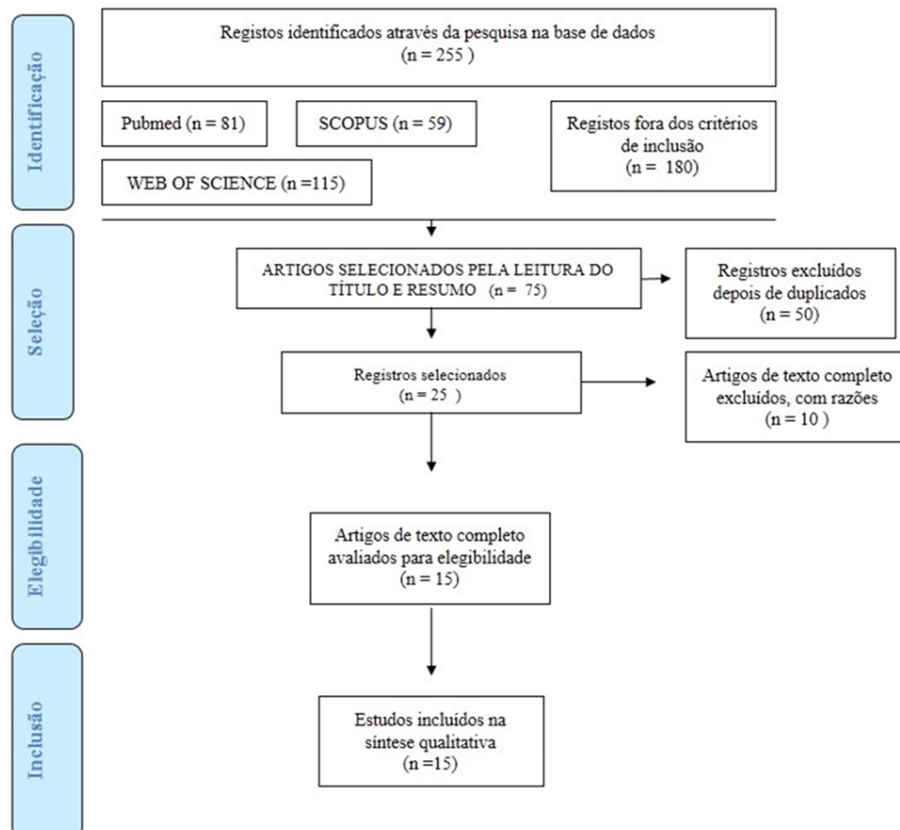 Identificação
Registos identificados através da pesquisa na base de dados
(n = 255 )
Pubmed (n = 81)
SCOPUS (n = 59)
Registos fora dos critérios
de inclusão
(n = 180)
WEB OF SCIENCE (n =115)
Seleção
ARTIGOS SELECIONADOS PELA LEITURA DO
TÍTULO E RESUMO (n = 75)
Registros excluídos
depois de duplicados
(n = 50)
Registros selecionados
(n = 25 )
Artigos de texto completo
excluídos, com razões
(n = 10 )
Elegibilidade
Artigos de texto completo
avaliados para elegibilidade
(n = 15)
Inclusão
Estudos incluídos na
síntese qualitativa
(n =15)